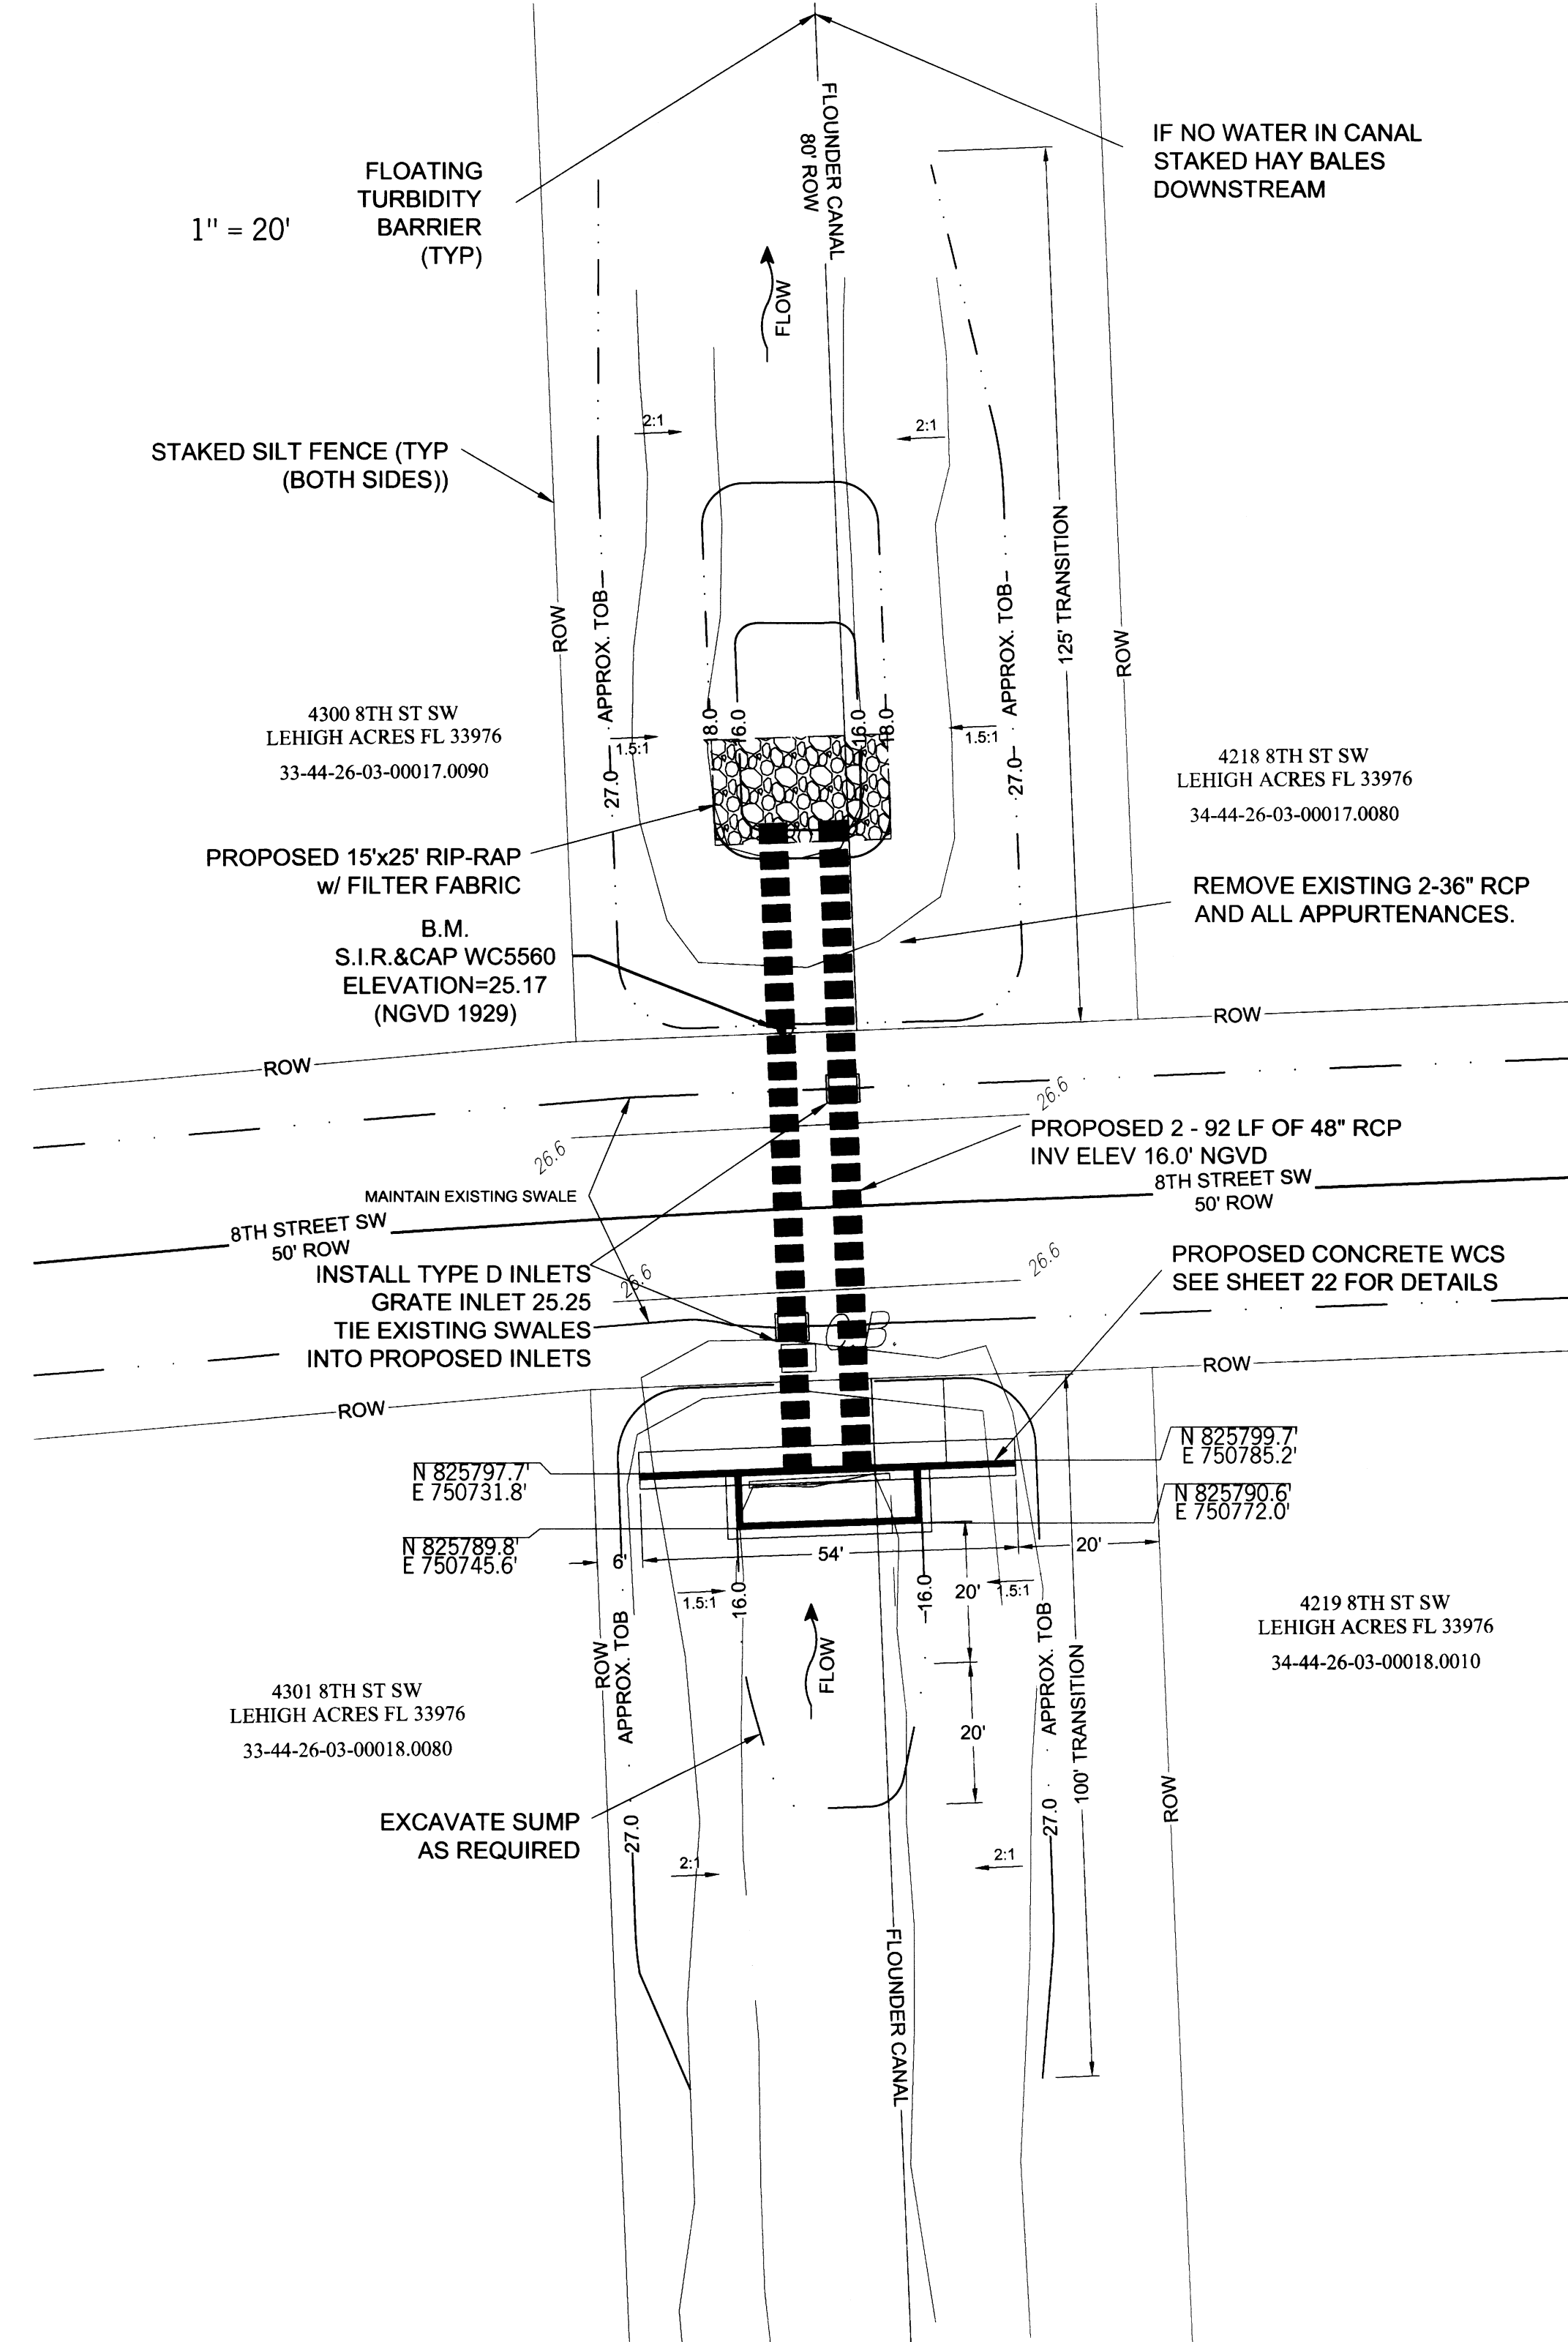 FLOUNDER CANAL
80' ROW
IF NO WATER IN CANAL
STAKED HAY BALES
DOWNSTREAM
FLOATING
TURBIDITY
BARRIER
(TYP)
1" = 20'
FLOW
2:1
2:1
STAKED SILT FENCE (TYP
(BOTH SIDES))
125' TRANSITION
ROW
APPROX. TOB
APPROX. TOB
ROW
4300 8TH ST SW
LEHIGH ACRES FL 33976
33-44-26-03-00017.0090
18.0
16.0
16.0
18.0
1.5:1
1.5:1
27.0
27.0
4218 8TH ST SW
LEHIGH ACRES FL 33976
34-44-26-03-00017.0080
PROPOSED 15'x25' RIP-RAP
w/ FILTER FABRIC
REMOVE EXISTING 2-36" RCP
AND ALL APPURTENANCES.
B.M.
S.I.R.&CAP WC5560
ELEVATION=25.17
(NGVD 1929)
ROW
ROW
26.6
26.6
PROPOSED 2 - 92 LF OF 48" RCP
INV ELEV 16.0' NGVD
MAINTAIN EXISTING SWALE
8TH STREET SW
50' ROW
8TH STREET SW
50' ROW
26.6
26.6
INSTALL TYPE D INLETS
GRATE INLET 25.25
TIE EXISTING SWALES
INTO PROPOSED INLETS
PROPOSED CONCRETE WCS
SEE SHEET 22 FOR DETAILS
C.B.
ROW
ROW
N 825799.7'
E 750785.2'
N 825797.7'
E 750731.8'
N 825790.6'
E 750772.0'
N 825789.8'
E 750745.6'
6'
54'
20'
1.5:1
16.0
16.0
20'
1.5:1
4219 8TH ST SW
LEHIGH ACRES FL 33976
34-44-26-03-00018.0010
ROW
APPROX. TOB
FLOW
APPROX. TOB
100' TRANSITION
4301 8TH ST SW
LEHIGH ACRES FL 33976
33-44-26-03-00018.0080
20'
ROW
EXCAVATE SUMP
AS REQUIRED
27.0
27.0
2:1
2:1
FLOUNDER CANAL